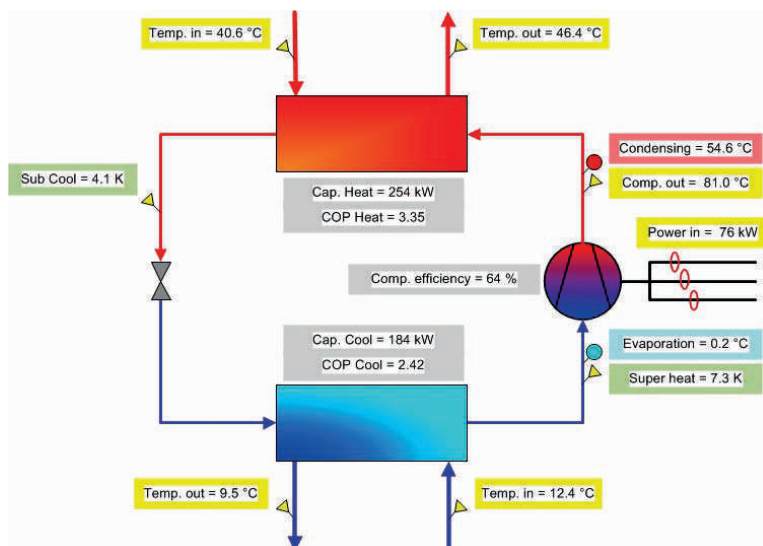 Temp. in = 40.6 °C
Temp. out = 46.4 °C
Condensing = 54.6 °C
Sub Cool = 4.1 K
Comp. out = 81.0 °C
Cap. Heat = 254 kW
COP Heat = 3.35
Power in = 76 kW
Comp. efficiency = 64 %
Cap. Cool = 184 kW
COP Cool = 2.42
Evaporation = 0.2 °C
Super heat = 7.3 K
Temp. out = 9.5 °C
Temp. in = 12.4 °C